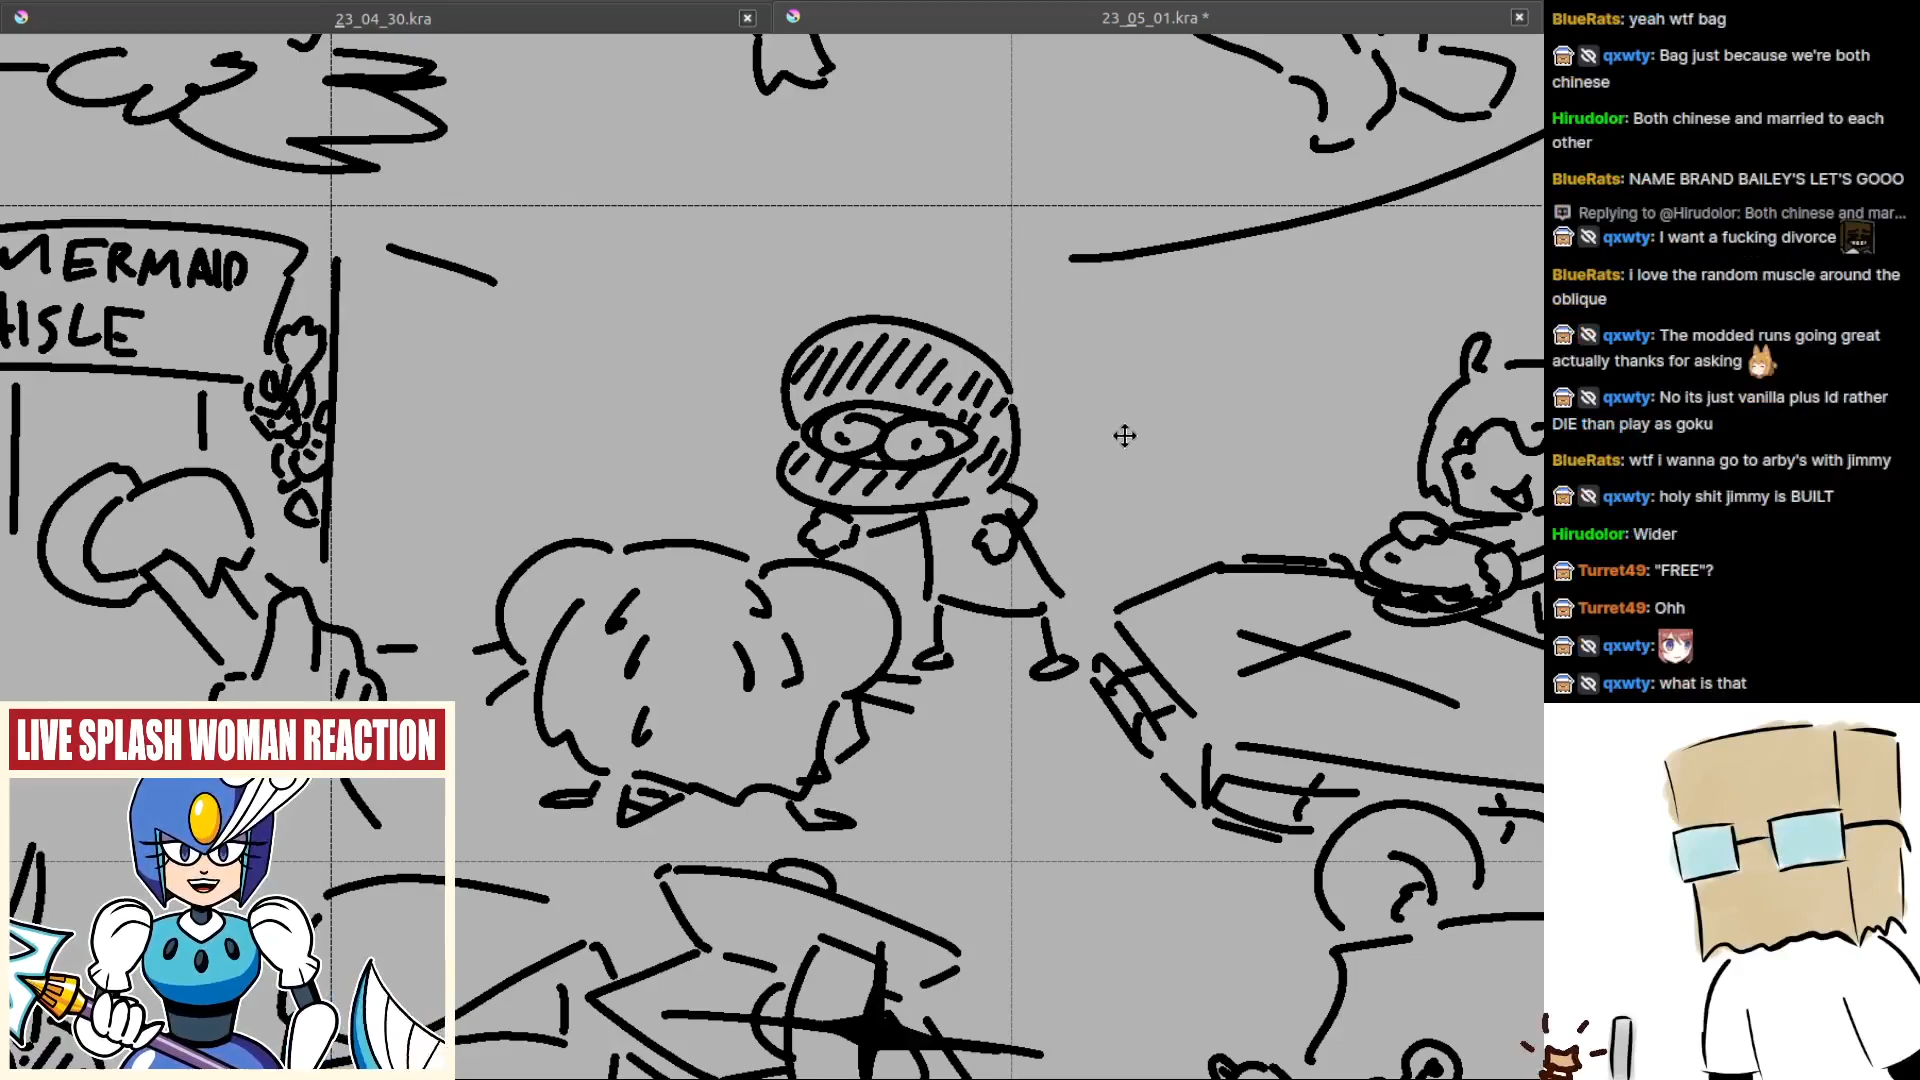 23_04_30.kra
23_05_01.kra *
MERMAID
AISLE
LIVE SPLASH WOMAN REACTION
BlueRats: yeah wtf bag
qxwty: Bag just because we're both
chinese
Hirudolor: Both chinese and married to each
other
BlueRats: NAME BRAND BAILEY'S LET'S GOOO
Replying to @Hirudolor: Both chinese and mar...
qxwty: I want a fucking divorce
BlueRats: i love the random muscle around the
oblique
qxwty: The modded runs going great
actually thanks for asking
qxwty: No its just vanilla plus Id rather
DIE than play as goku
BlueRats: wtf i wanna go to arby's with jimmy
qxwty: holy shit jimmy is BUILT
Hirudolor: Wider
Turret49: "FREE"?
Turret49: Ohh
qxwty:
qxwty: what is that